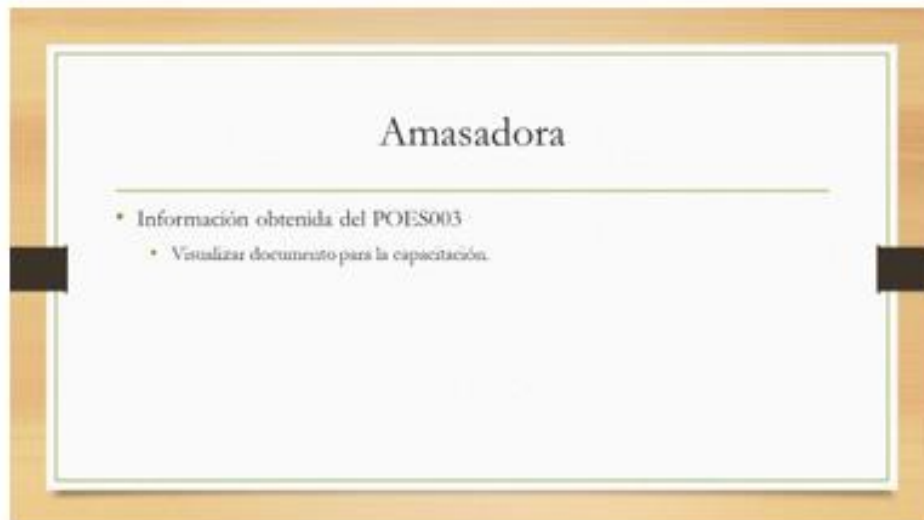 Amasadora
• Información obtenida del POES003
• Visualizar documento para la capacitación.